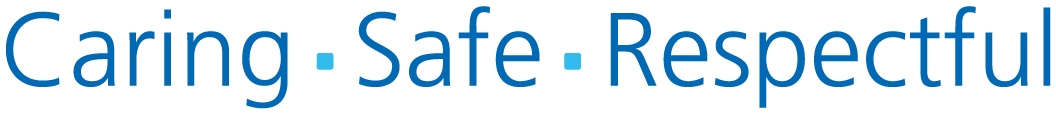 Caring ▪ Safe ▪ Respectful